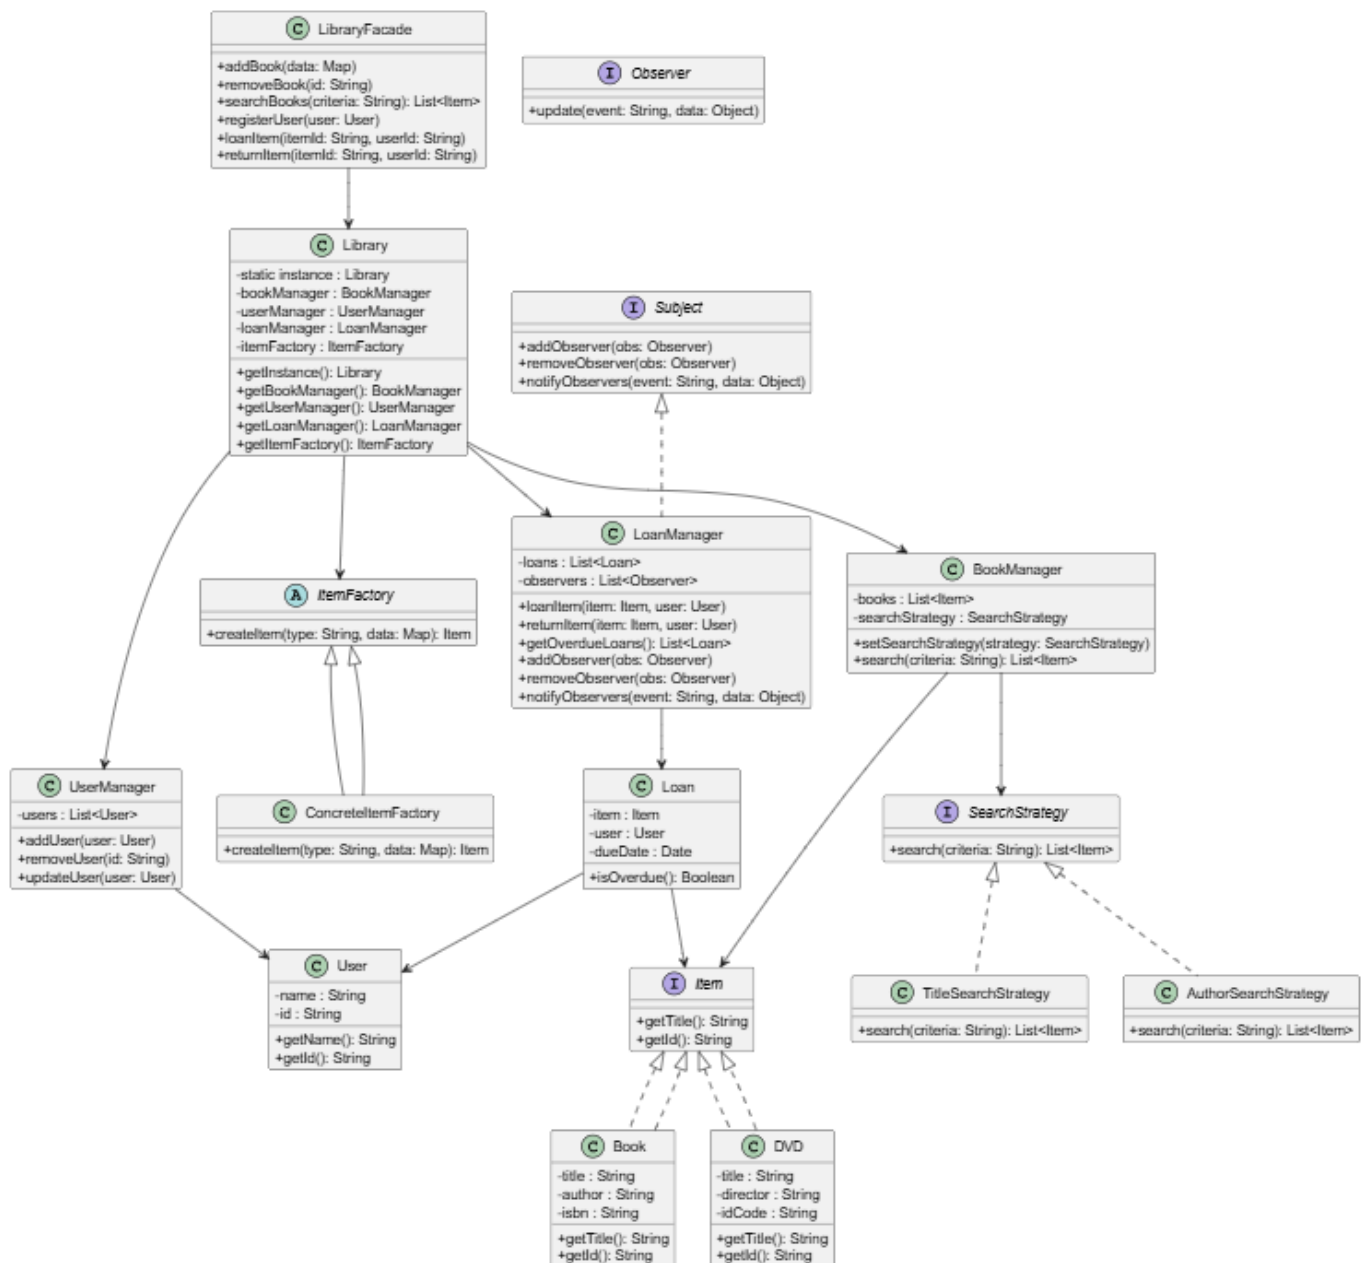 C LibraryFacade
+addBook(data: Map)
+removeBook(id: String)
+searchBooks(criteria: String): List<Item>
+registerUser(user: User)
+loanItem(itemId: String, userId: String)
+returnItem(itemId: String, userId: String)
I Observer
+update(event: String, data: Object)
C Library
-static instance : Library
-bookManager : BookManager
-userManager : UserManager
-loanManager : LoanManager
-itemFactory : ItemFactory
+getInstance(): Library
+getBookManager(): BookManager
+getUserManager(): UserManager
+getLoanManager(): LoanManager
+getItemFactory(): ItemFactory
I Subject
+addObserver(obs: Observer)
+removeObserver(obs: Observer)
+notifyObservers(event: String, data: Object)
A ItemFactory
+createItem(type: String, data: Map): Item
C LoanManager
-loans : List<Loan>
-observers : List<Observer>
+loanItem(item: Item, user: User)
+returnItem(item: Item, user: User)
+getOverdueLoans(): List<Loan>
+addObserver(obs: Observer)
+removeObserver(obs: Observer)
+notifyObservers(event: String, data: Object)
C BookManager
-books : List<Item>
-searchStrategy : SearchStrategy
+setSearchStrategy(strategy: SearchStrategy)
+search(criteria: String): List<Item>
C UserManager
-users : List<User>
+addUser(user: User)
+removeUser(id: String)
+updateUser(user: User)
C ConcreteItemFactory
+createItem(type: String, data: Map): Item
C Loan
-item : Item
-user : User
-dueDate : Date
+isOverdue(): Boolean
I SearchStrategy
+search(criteria: String): List<Item>
C User
-name : String
-id : String
+getName(): String
+getId(): String
I Item
+getTitle(): String
+getId(): String
C TitleSearchStrategy
+search(criteria: String): List<Item>
C AuthorSearchStrategy
+search(criteria: String): List<Item>
C Book
-title : String
-author : String
-isbn : String
+getTitle(): String
+getId(): String
C DVD
-title : String
-director : String
-idCode : String
+getTitle(): String
+getId(): String